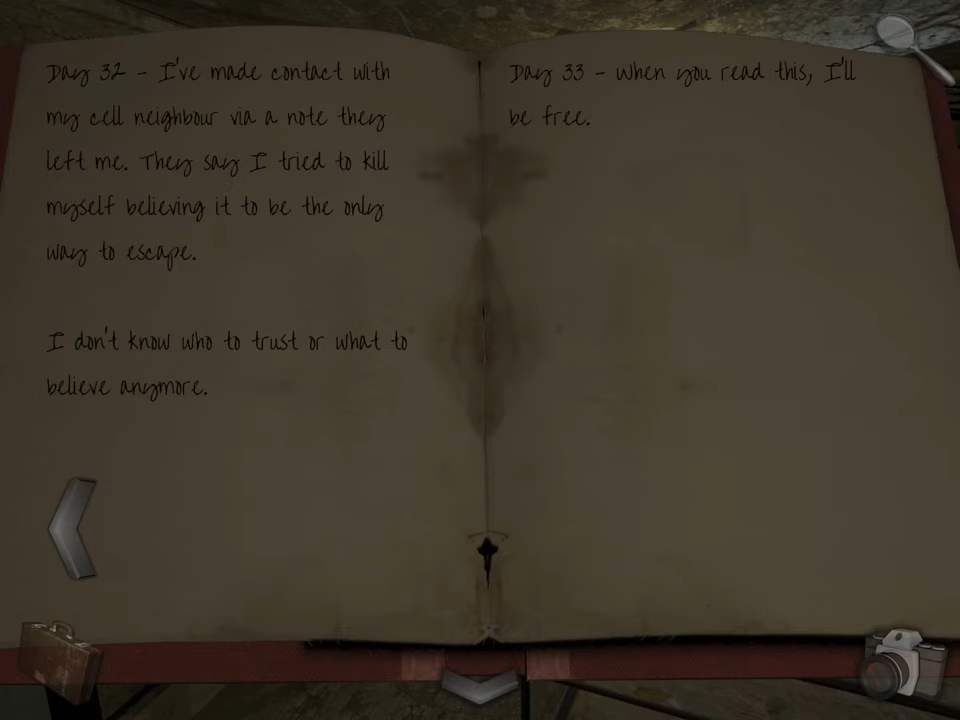 Day 32 - I've made contact with
my cell neighbour via a note they
left me. They say I tried to kill
myself believing it to be the only
way to escape.
I don't know who to trust or what to
believe anymore.
Day 33 - When you read this, I'll
be free.